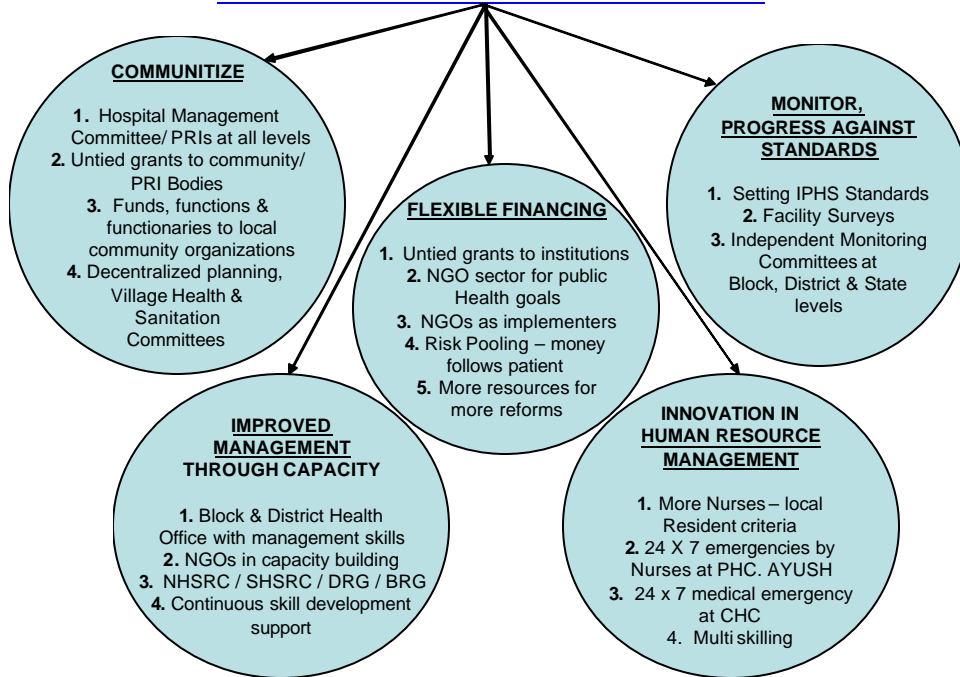 COMMUNITIZE
1. Hospital Management
Committee/ PRIs at all levels
2. Untied grants to community/
PRI Bodies
3. Funds, functions &
functionaries to local
community organizations
4. Decentralized planning,
Village Health &
Sanitation
Committees
FLEXIBLE FINANCING
1. Untied grants to institutions
2. NGO sector for public
Health goals
3. NGOs as implementers
4. Risk Pooling – money
follows patient
5. More resources for
more reforms
MONITOR,
PROGRESS AGAINST
STANDARDS
1. Setting IPHS Standards
2. Facility Surveys
3. Independent Monitoring
Committees at
Block, District & State
levels
IMPROVED
MANAGEMENT
THROUGH CAPACITY
1. Block & District Health
Office with management skills
2. NGOs in capacity building
3. NHSRC / SHSRC / DRG / BRG
4. Continuous skill development
support
INNOVATION IN
HUMAN RESOURCE
MANAGEMENT
1. More Nurses – local
Resident criteria
2. 24 X 7 emergencies by
Nurses at PHC. AYUSH
3. 24 x 7 medical emergency
at CHC
4. Multi skilling